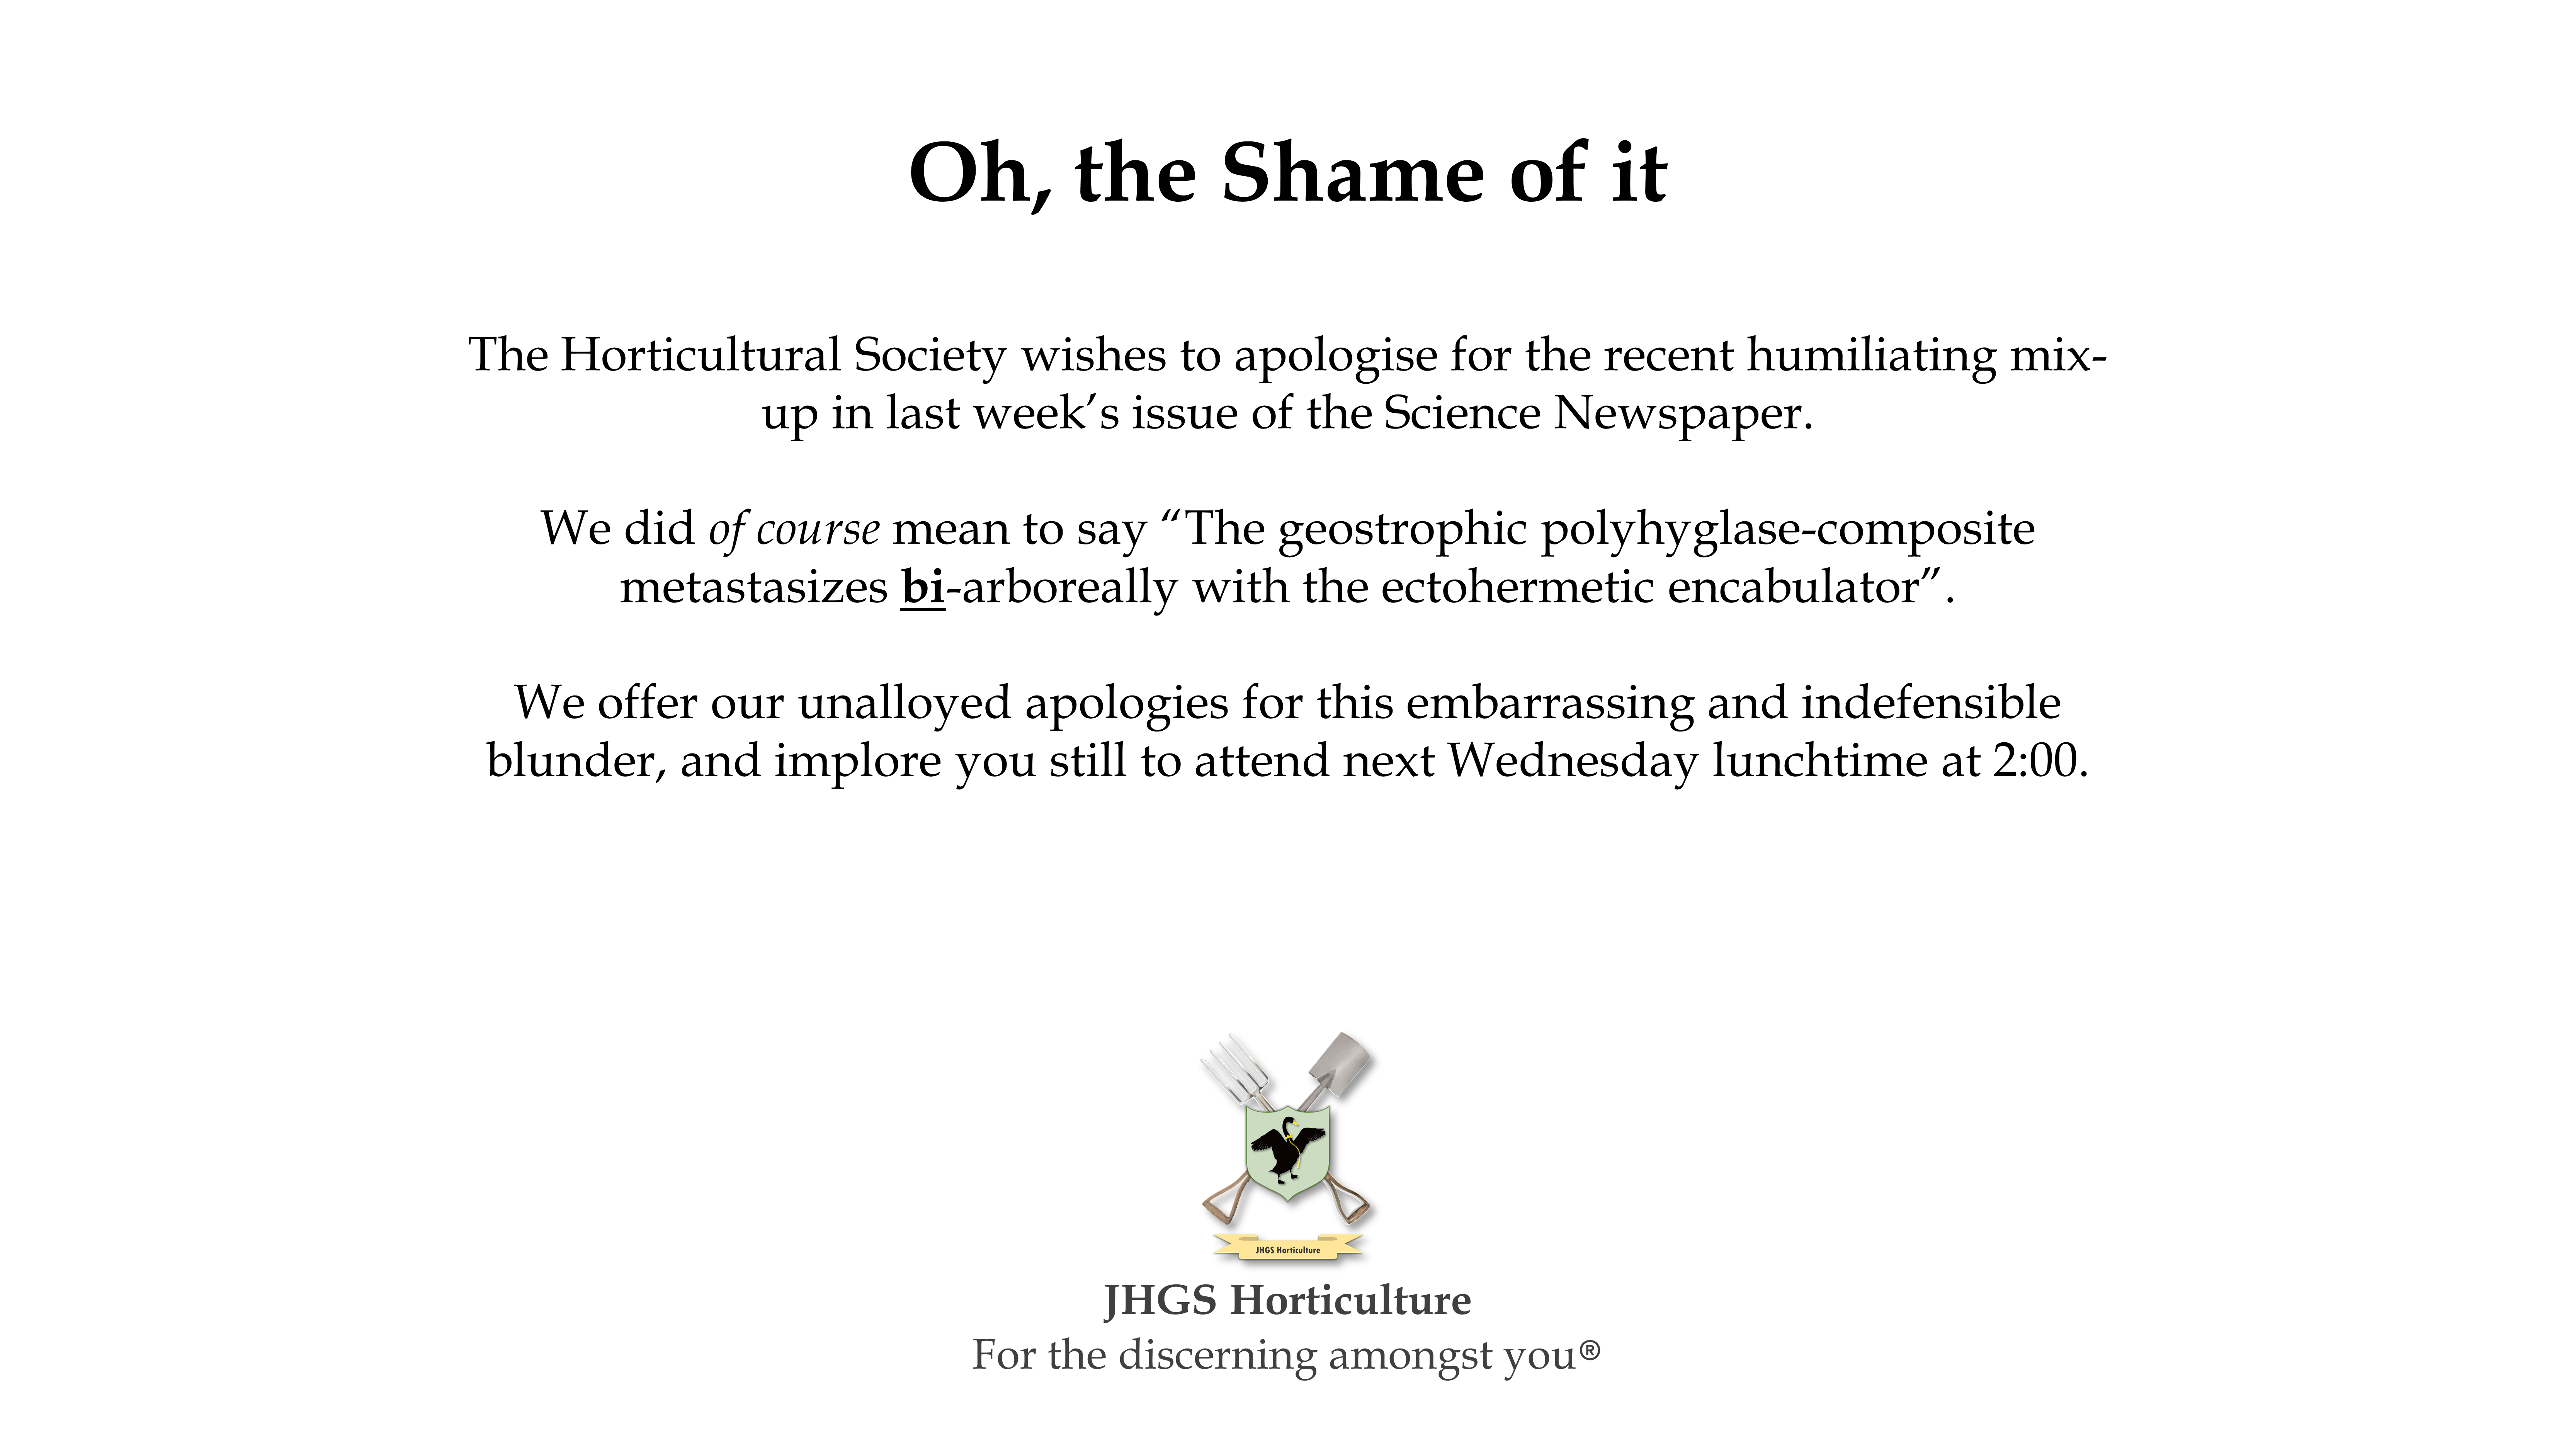 Oh, the Shame of it
The Horticultural Society wishes to apologise for the recent humiliating mix-
up in last week’s issue of the Science Newspaper.
We did of course mean to say “The geostrophic polyhyglase-composite
metastasizes bi-arboreally with the ectohermetic encabulator”.
We offer our unalloyed apologies for this embarrassing and indefensible
blunder, and implore you still to attend next Wednesday lunchtime at 2:00.
JHGS Horticulture
JHGS Horticulture
For the discerning amongst you®